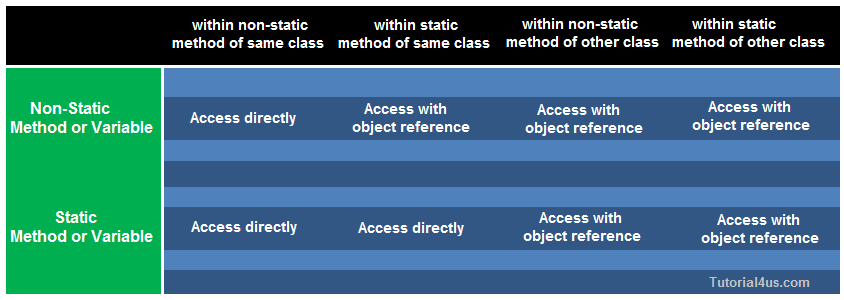 within non-static
method of same class
within static
method of same class
within non-static
method of other class
within static
method of other class
Non-Static
Method or Variable
Access directly
Access with
object reference
Access with
object reference
Access with
object reference
Static
Method or Variable
Access directly
Access directly
Access with
object reference
Access with
object reference
Tutorial4us.com